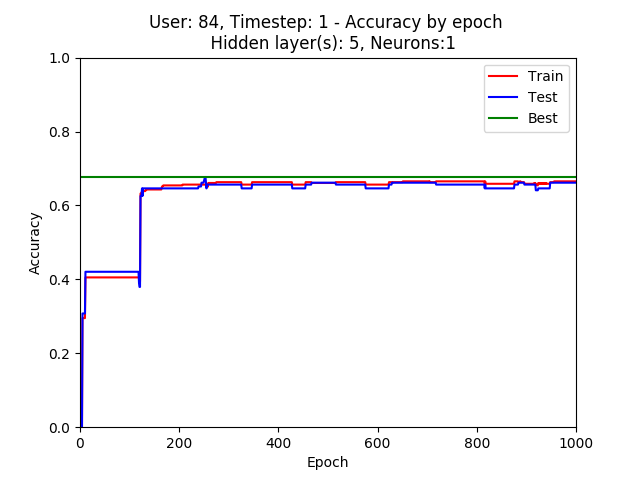 User: 84, Timestep: 1 - Accuracy by epoch
Hidden layer(s): 5, Neurons:1
Train
Test
Best
1.0
0.8
0.6
0.4
0.2
0.0
Accuracy
0
200
400
600
800
1000
Epoch